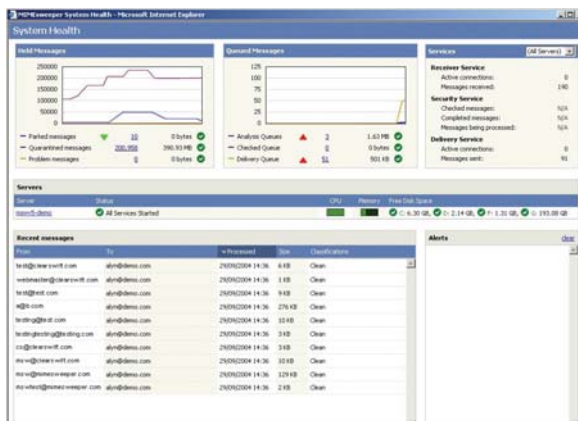 MIMEsweeper System Health - Microsoft Internet Explorer
System Health
Held Messages
250000
200000
150000
100000
50000
0
Parked messages 10 0 bytes
Quarantined messages 200,958 390.93 MB
Problem messages 0 0 bytes
Queued Messages
125
100
75
50
25
0
Analysis Queues 3 1.63 MB
Checked Queue 0 0 bytes
Delivery Queue 51 501 KB
Services (All Servers)
Receiver Service
Active connections: 0
Messages received: 190
Security Service
Checked messages: N/A
Completed messages: N/A
Messages being processed: N/A
Delivery Service
Active connections: 0
Messages sent: 91
Servers
Server Status CPU Memory Free Disk Space
mswv5-demo All Services Started C: 6.30 GB, D: 2.14 GB, F: 1.31 GB, G: 193.08 GB
Recent messages
From To Processed Size Classifications
test@clearswift.com alyn@demo.com 29/09/2004 14:36 6 KB Clean
webmaster@clearswift.com alyn@demo.com 29/09/2004 14:36 1 KB Clean
test@test.com alyn@demo.com 29/09/2004 14:36 9 KB Clean
a@b.com alyn@demo.com 29/09/2004 14:36 276 KB Clean
testing@test.com alyn@demo.com 29/09/2004 14:36 10 KB Clean
testingtesting@testing.com alyn@demo.com 29/09/2004 14:36 3 KB Clean
cs@clearswift.com alyn@demo.com 29/09/2004 14:36 3 KB Clean
msw@clearswift.com alyn@demo.com 29/09/2004 14:36 10 KB Clean
msw@mimesweeper.com alyn@demo.com 29/09/2004 14:36 129 KB Clean
mswtest@mimesweeper.com alyn@demo.com 29/09/2004 14:36 2 KB Clean
Alerts clear